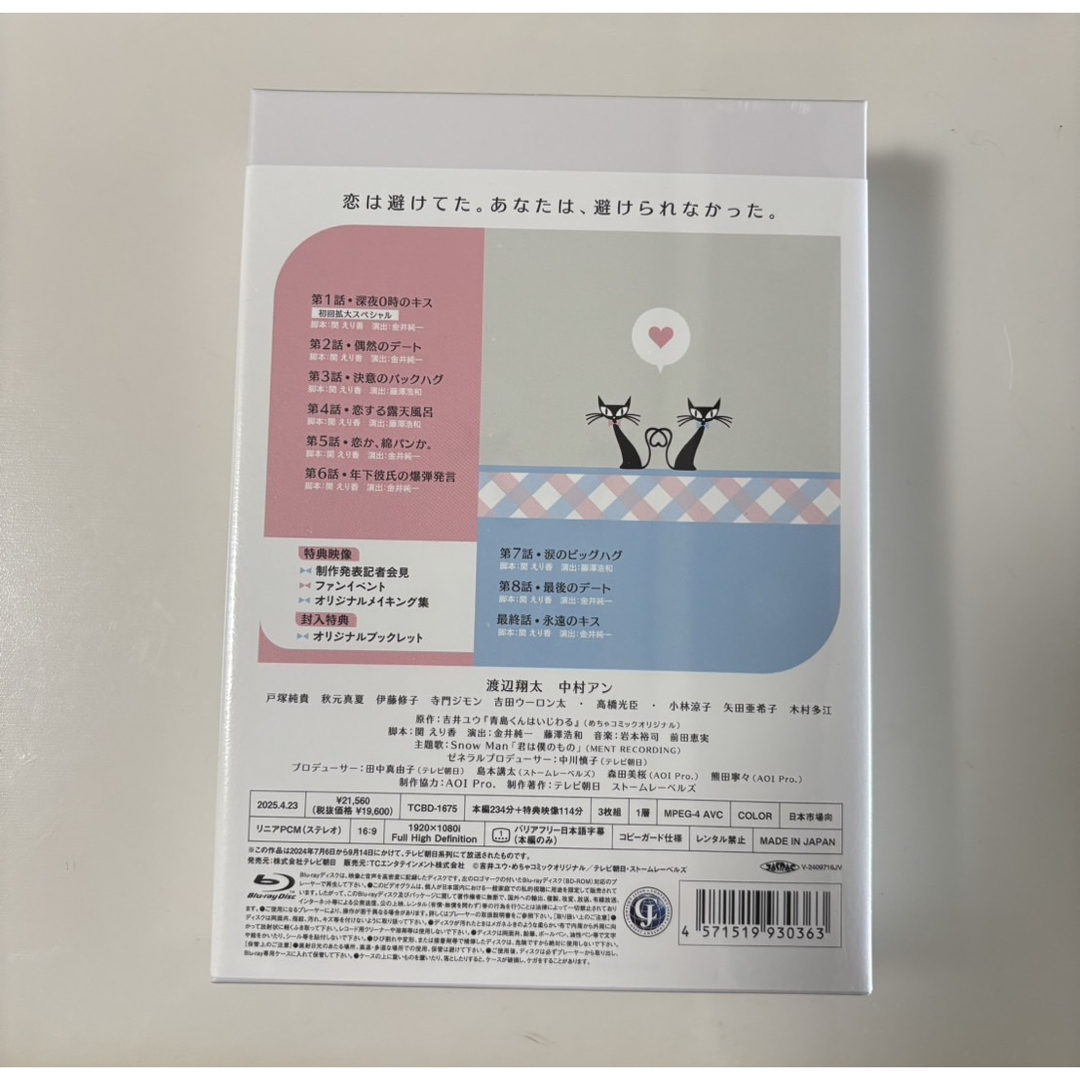 恋は避けてた。あなたは、避けられなかった。
第1話・深夜0時のキス
初回拡大スペシャル
脚本：関 えり香 演出：金井純一
第2話・偶然のデート
脚本：関 えり香 演出：金井純一
第3話・決意のバックハグ
脚本：関 えり香 演出：藤澤浩和
第4話・恋する露天風呂
脚本：関 えり香 演出：藤澤浩和
第5話・恋か、綿パンか。
脚本：関 えり香 演出：金井純一
第6話・年下彼氏の爆弾発言
脚本：関 えり香 演出：金井純一
特典映像
制作発表記者会見
ファンイベント
オリジナルメイキング集
封入特典
オリジナルブックレット
第7話・涙のビッグハグ
脚本：関 えり香 演出：藤澤浩和
第8話・最後のデート
脚本：関 えり香 演出：金井純一
最終話・永遠のキス
脚本：関 えり香 演出：金井純一
渡辺翔太 中村アン
戸塚純貴 秋元真夏 伊藤修子 寺門ジモン 吉田ウーロン太 ・ 高橋光臣 ・ 小林涼子 矢田亜希子 木村多江
原作：吉井ユウ『青島くんはいじわる』（めちゃコミックオリジナル）
脚本：関 えり香 演出：金井純一 藤澤浩和 音楽：岩本裕司 前田恵実
主題歌：Snow Man「君は僕のもの」（MENT RECORDING）
ゼネラルプロデューサー：中川慎子（テレビ朝日）
プロデューサー：田中真由子（テレビ朝日） 島本講太（ストームレーベルズ） 森田美桜（AOI Pro.） 熊田寧々（AOI Pro.）
制作協力：AOI Pro. 制作著作：テレビ朝日 ストームレーベルズ
2025.4.23 ¥21,560（税抜価格 ¥19,600） TCBD-1675 本編234分＋特典映像114分 3枚組 1層 MPEG-4 AVC COLOR 日本市場向
リニアPCM（ステレオ） 16:9 1920×1080i Full High Definition 1 バリアフリー日本語字幕（本編のみ） コピーガード仕様 レンタル禁止 MADE IN JAPAN
※この作品は2024年7月6日から9月14日にかけて、テレビ朝日系列にて放送されたものです。
発売元：株式会社テレビ朝日 販売元：TCエンタテインメント株式会社 ©吉井ユウ・めちゃコミックオリジナル／テレビ朝日・ストームレーベルズ
JASRAC V-2409716JV
Blu-ray Disc
4 571519 930363